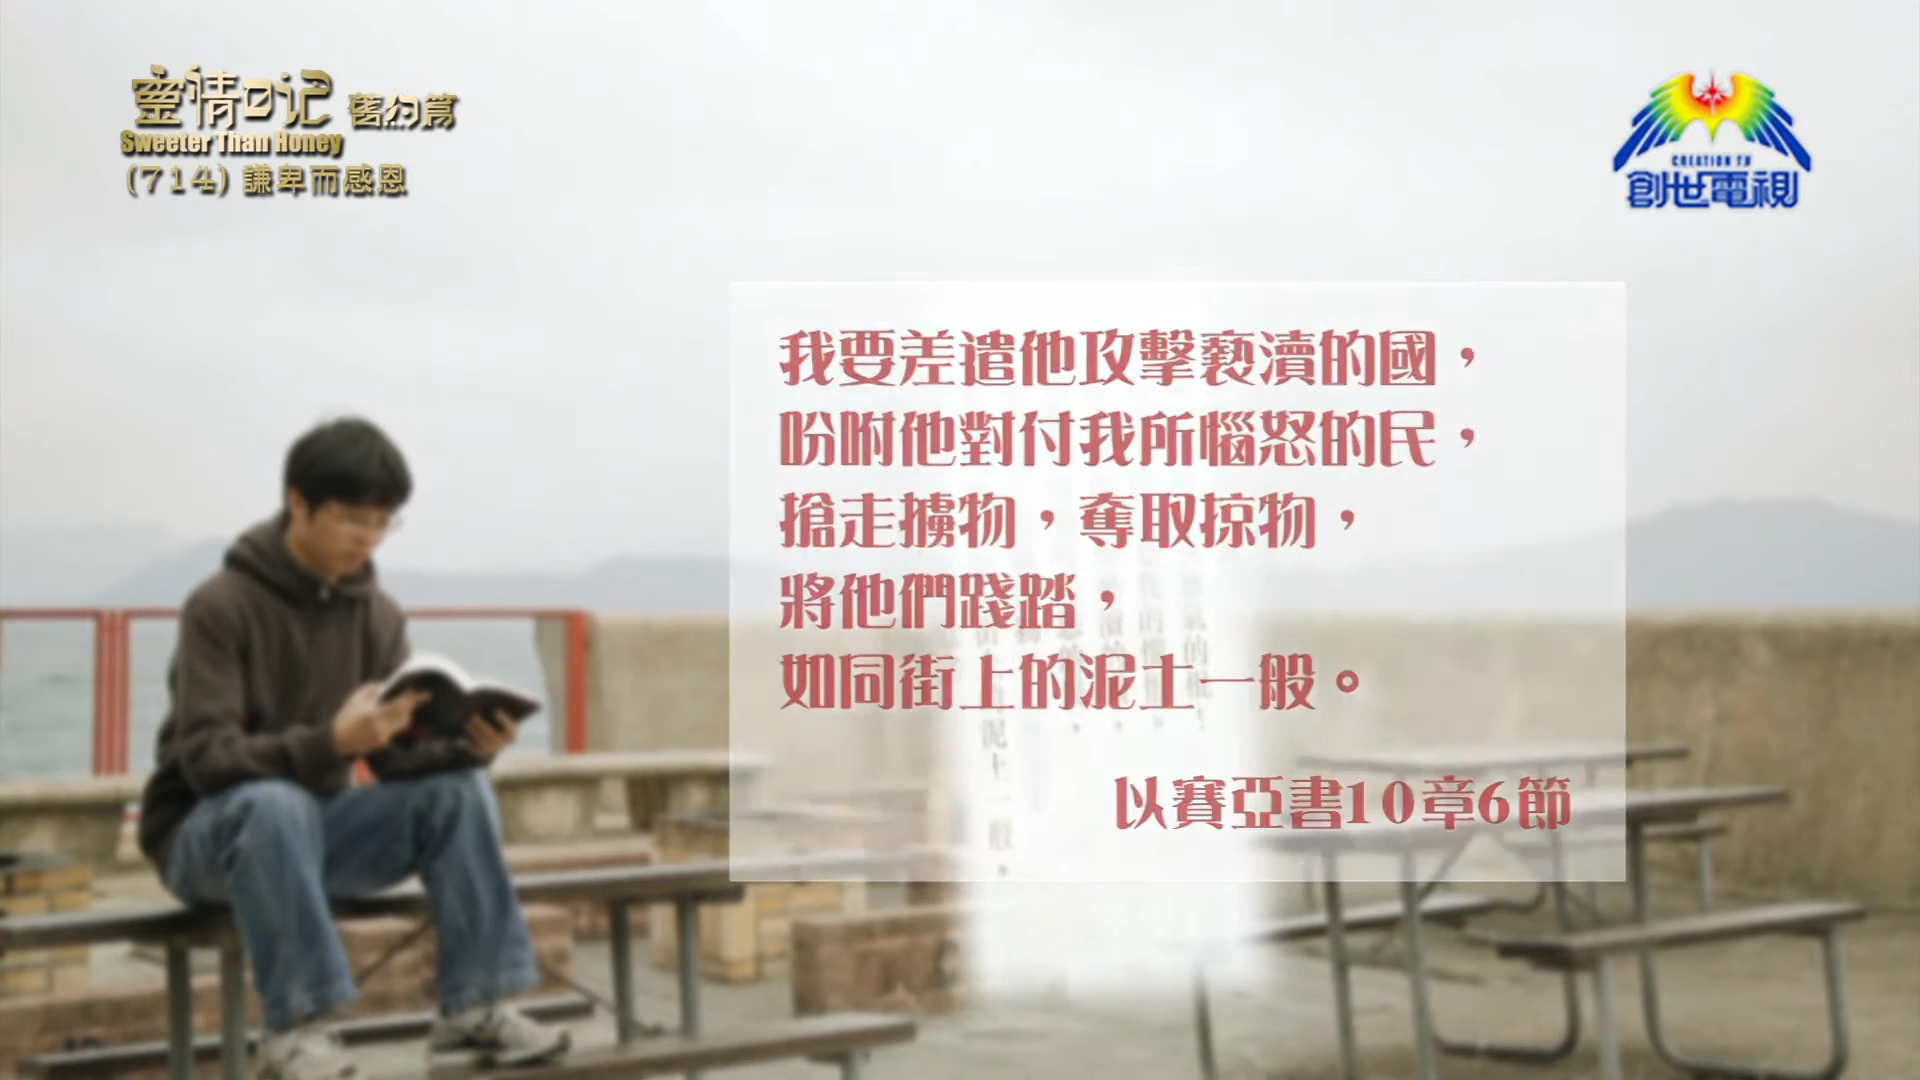 靈情日记 舊約篇
Sweeter Than Honey
(714) 謙卑而感恩
CREATION TV
創世電視
我要差遣他攻擊褻瀆的國，
吩咐他對付我所惱怒的民，
搶走擄物，奪取掠物，
將他們踐踏，
如同街上的泥土一般。
以賽亞書10章6節